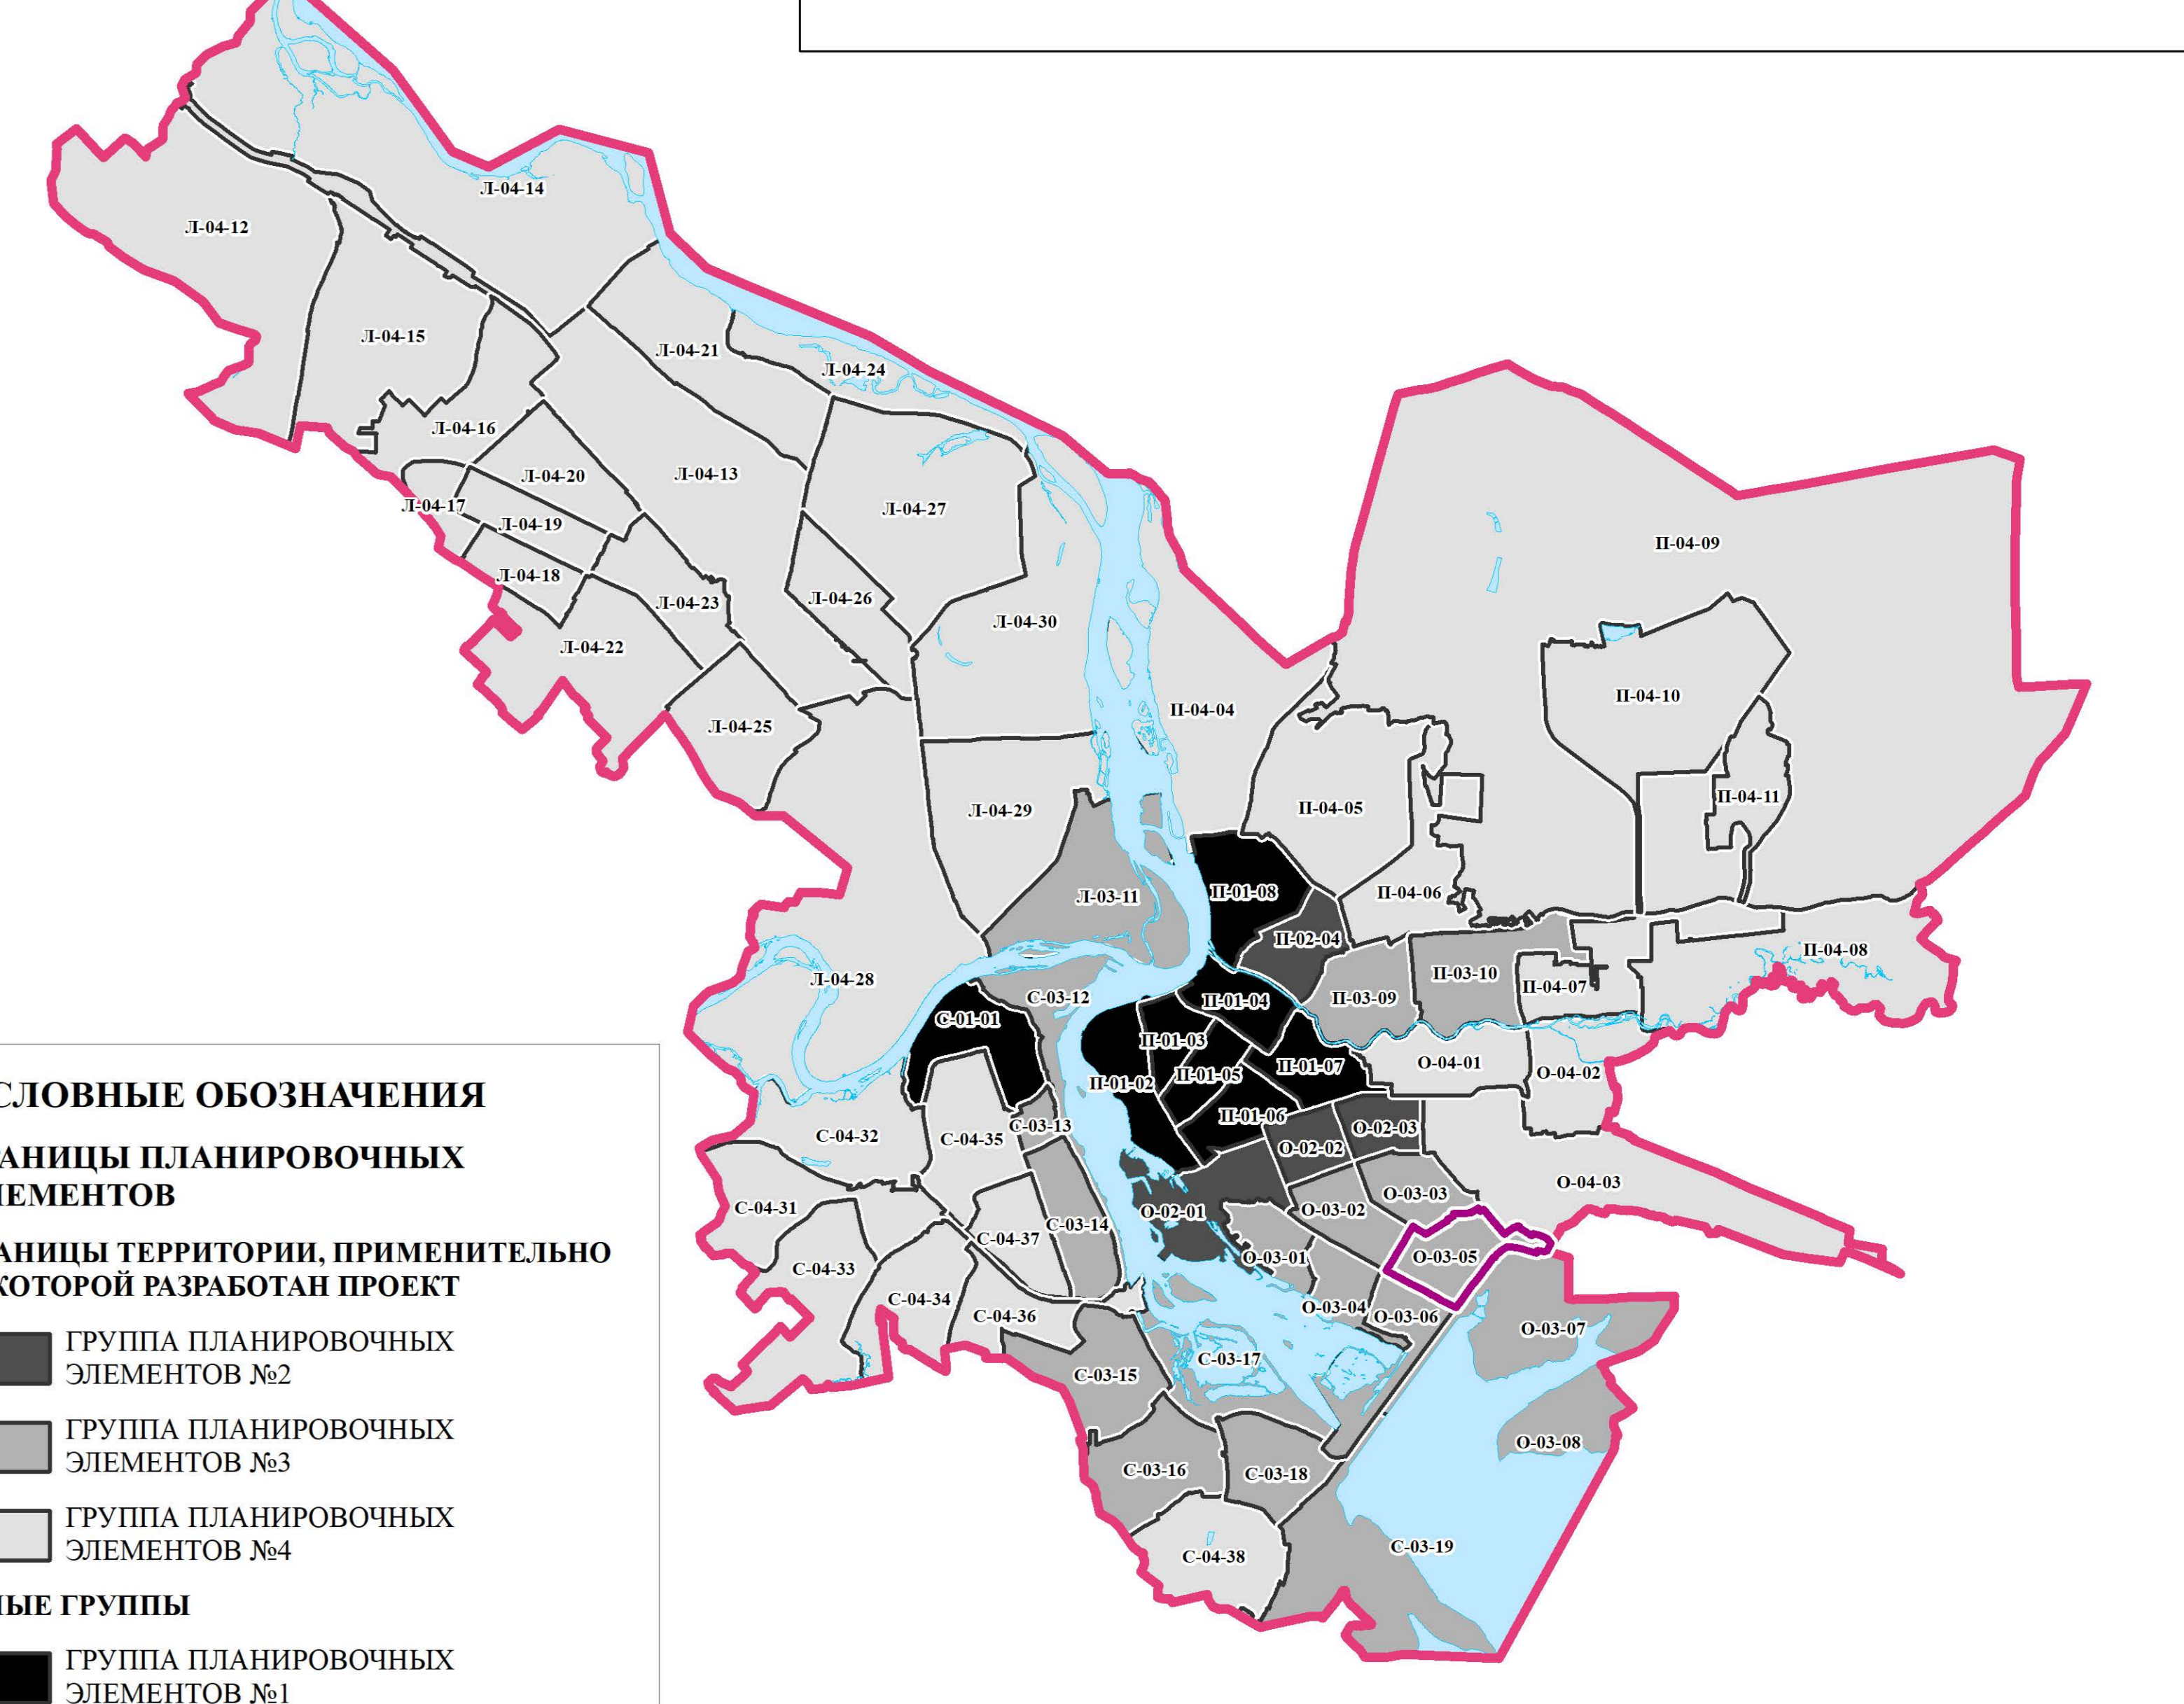 Л-04-14
Л-04-12
Л-04-15
Л-04-21
Л-04-24
Л-04-16
Л-04-20
Л-04-13
Л-04-17
Л-04-19
Л-04-27
П-04-09
Л-04-18
Л-04-23
Л-04-26
Л-04-30
Л-04-22
П-04-10
П-04-04
Л-04-25
П-04-11
П-04-05
Л-04-29
П-01-08
П-04-06
Л-03-11
П-02-04
П-04-08
П-03-10
Л-04-28
П-04-07
С-03-12
П-03-09
П-01-04
С-01-01
П-01-03
О-04-01
П-01-07
О-04-02
П-01-05
П-01-02
П-01-06
С-03-13
О-02-03
С-04-32
С-04-35
О-02-02
О-04-03
О-03-03
С-04-31
О-03-02
О-02-01
С-03-14
С-04-37
О-03-05
О-03-01
С-04-33
С-04-34
О-03-04
С-04-36
О-03-06
О-03-07
С-03-17
С-03-15
О-03-08
С-03-16
С-03-18
С-03-19
С-04-38
СЛОВНЫЕ ОБОЗНАЧЕНИЯ
АНИЦЫ ПЛАНИРОВОЧНЫХ
ЕМЕНТОВ
АНИЦЫ ТЕРРИТОРИИ, ПРИМЕНИТЕЛЬНО
КОТОРОЙ РАЗРАБОТАН ПРОЕКТ
ГРУППА ПЛАНИРОВОЧНЫХ
ЭЛЕМЕНТОВ №2
ГРУППА ПЛАНИРОВОЧНЫХ
ЭЛЕМЕНТОВ №3
ГРУППА ПЛАНИРОВОЧНЫХ
ЭЛЕМЕНТОВ №4
ЫЕ ГРУППЫ
ГРУППА ПЛАНИРОВОЧНЫХ
ЭЛЕМЕНТОВ №1